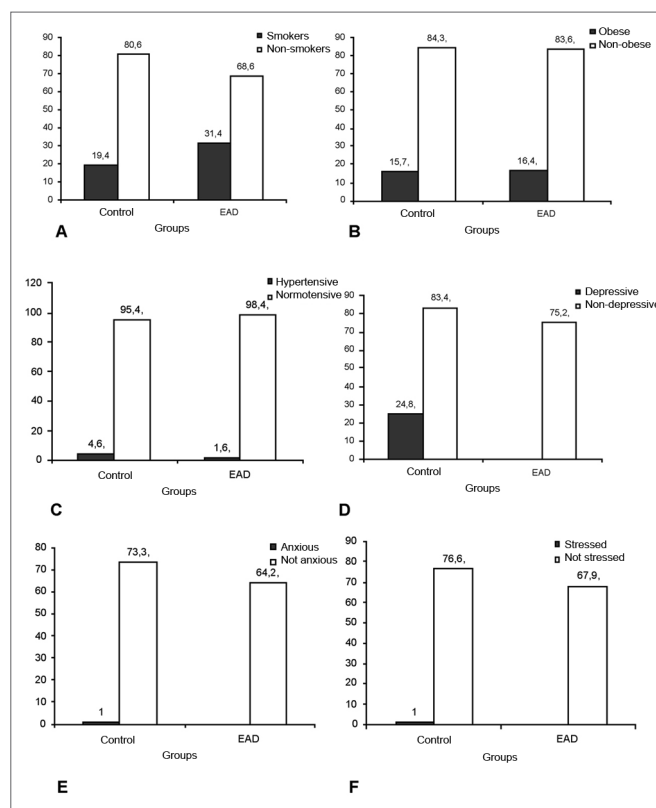 Smokers
Non-smokers
90
80
70
60
50
40
30
20
10
0
80,6
68,6
31,4
19,4
Control
EAD
A
Groups
Obese
Non-obese
90
80
70
60
50
40
30
20
10
0
84,3,
83,6,
15,7,
16,4,
Control
EAD
B
Groups
Hypertensive
Normotensive
120
100
80
60
40
20
0
95,4,
98,4,
4,6,
1,6,
Control
EAD
Groups
C
Depressive
Non-depressive
90
80
70
60
50
40
30
20
10
0
83,4,
75,2,
24,8,
Control
EAD
Groups
D
Anxious
Not anxious
80
70
60
50
40
30
20
10
0
73,3,
64,2,
1
Control
EAD
Groups
E
Stressed
Not stressed
90
80
70
60
50
40
30
20
10
0
76,6,
67,9,
1
Control
EAD
Groups
F